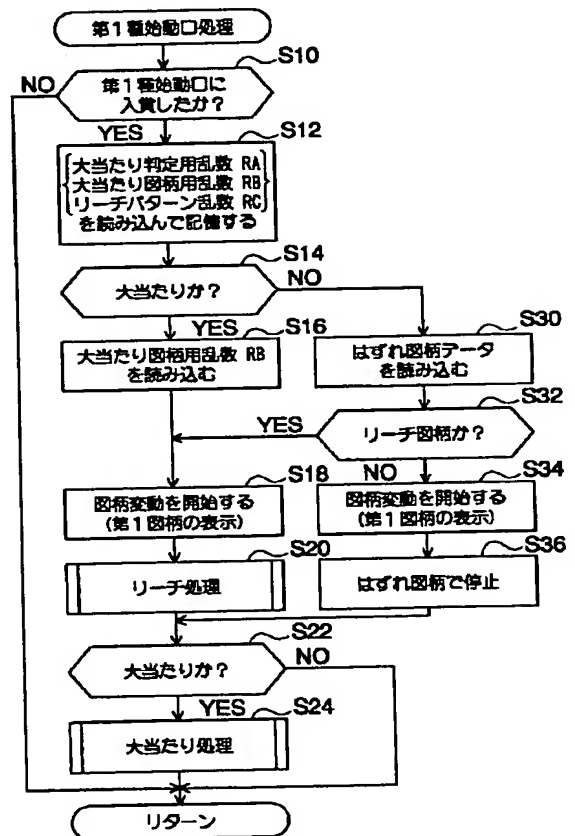 第1種始動口処理
S10
NO
第1種始動口に
入賞したか？
YES
S12
大当たり判定用乱数 RA
大当たり図柄用乱数 RB
リーチパターン乱数 RC
を読み込んで記憶する
S14
大当たりか？
NO
YES
S16
大当たり図柄用乱数 RB
を読み込む
S30
はずれ図柄データ
を読み込む
S32
YES
リーチ図柄か？
S18
NO
S34
図柄変動を開始する
(第1図柄の表示)
図柄変動を開始する
(第1図柄の表示)
S20
リーチ処理
S36
はずれ図柄で停止
S22
大当たりか？
NO
YES
S24
大当たり処理
リターン